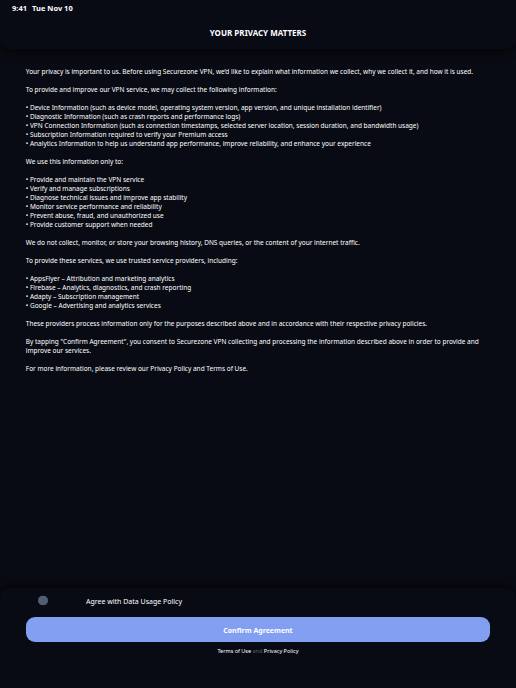 9:41 Tue Nov 10
YOUR PRIVACY MATTERS
Your privacy is important to us. Before using Securezone VPN, we'd like to explain what information we collect, why we collect it, and how it is used.
To provide and improve our VPN service, we may collect the following information:
• Device Information (such as device model, operating system version, app version, and unique installation identifier)
• Diagnostic Information (such as crash reports and performance logs)
• VPN Connection Information (such as connection timestamps, selected server location, session duration, and bandwidth usage)
• Subscription Information required to verify your Premium access
• Analytics Information to help us understand app performance, improve reliability, and enhance your experience
We use this information only to:
• Provide and maintain the VPN service
• Verify and manage subscriptions
• Diagnose technical issues and improve app stability
• Monitor service performance and reliability
• Prevent abuse, fraud, and unauthorized use
• Provide customer support when needed
We do not collect, monitor, or store your browsing history, DNS queries, or the content of your internet traffic.
To provide these services, we use trusted service providers, including:
• AppsFlyer – Attribution and marketing analytics
• Firebase – Analytics, diagnostics, and crash reporting
• Adapty – Subscription management
• Google – Advertising and analytics services
These providers process information only for the purposes described above and in accordance with their respective privacy policies.
By tapping "Confirm Agreement", you consent to Securezone VPN collecting and processing the information described above in order to provide and
improve our services.
For more information, please review our Privacy Policy and Terms of Use.
Agree with Data Usage Policy
Confirm Agreement
Terms of Use and Privacy Policy